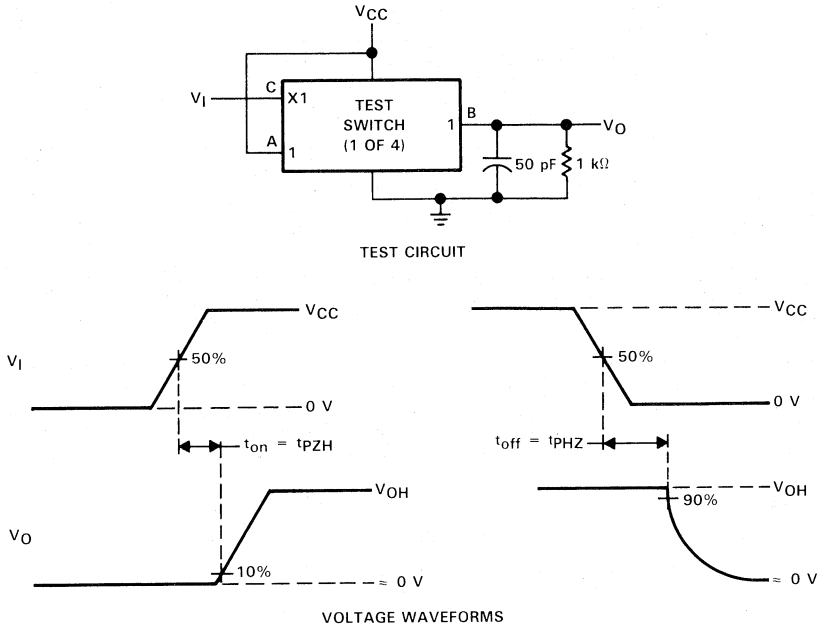 VCC
VI
C
X1
TEST
SWITCH
(1 OF 4)
A
1
1
B
VO
50 pF
1 kΩ
TEST CIRCUIT
VI
VCC
50%
0 V
ton = tPZH
VCC
50%
0 V
toff = tPHZ
VO
VOH
10%
≈ 0 V
VOH
90%
≈ 0 V
VOLTAGE WAVEFORMS